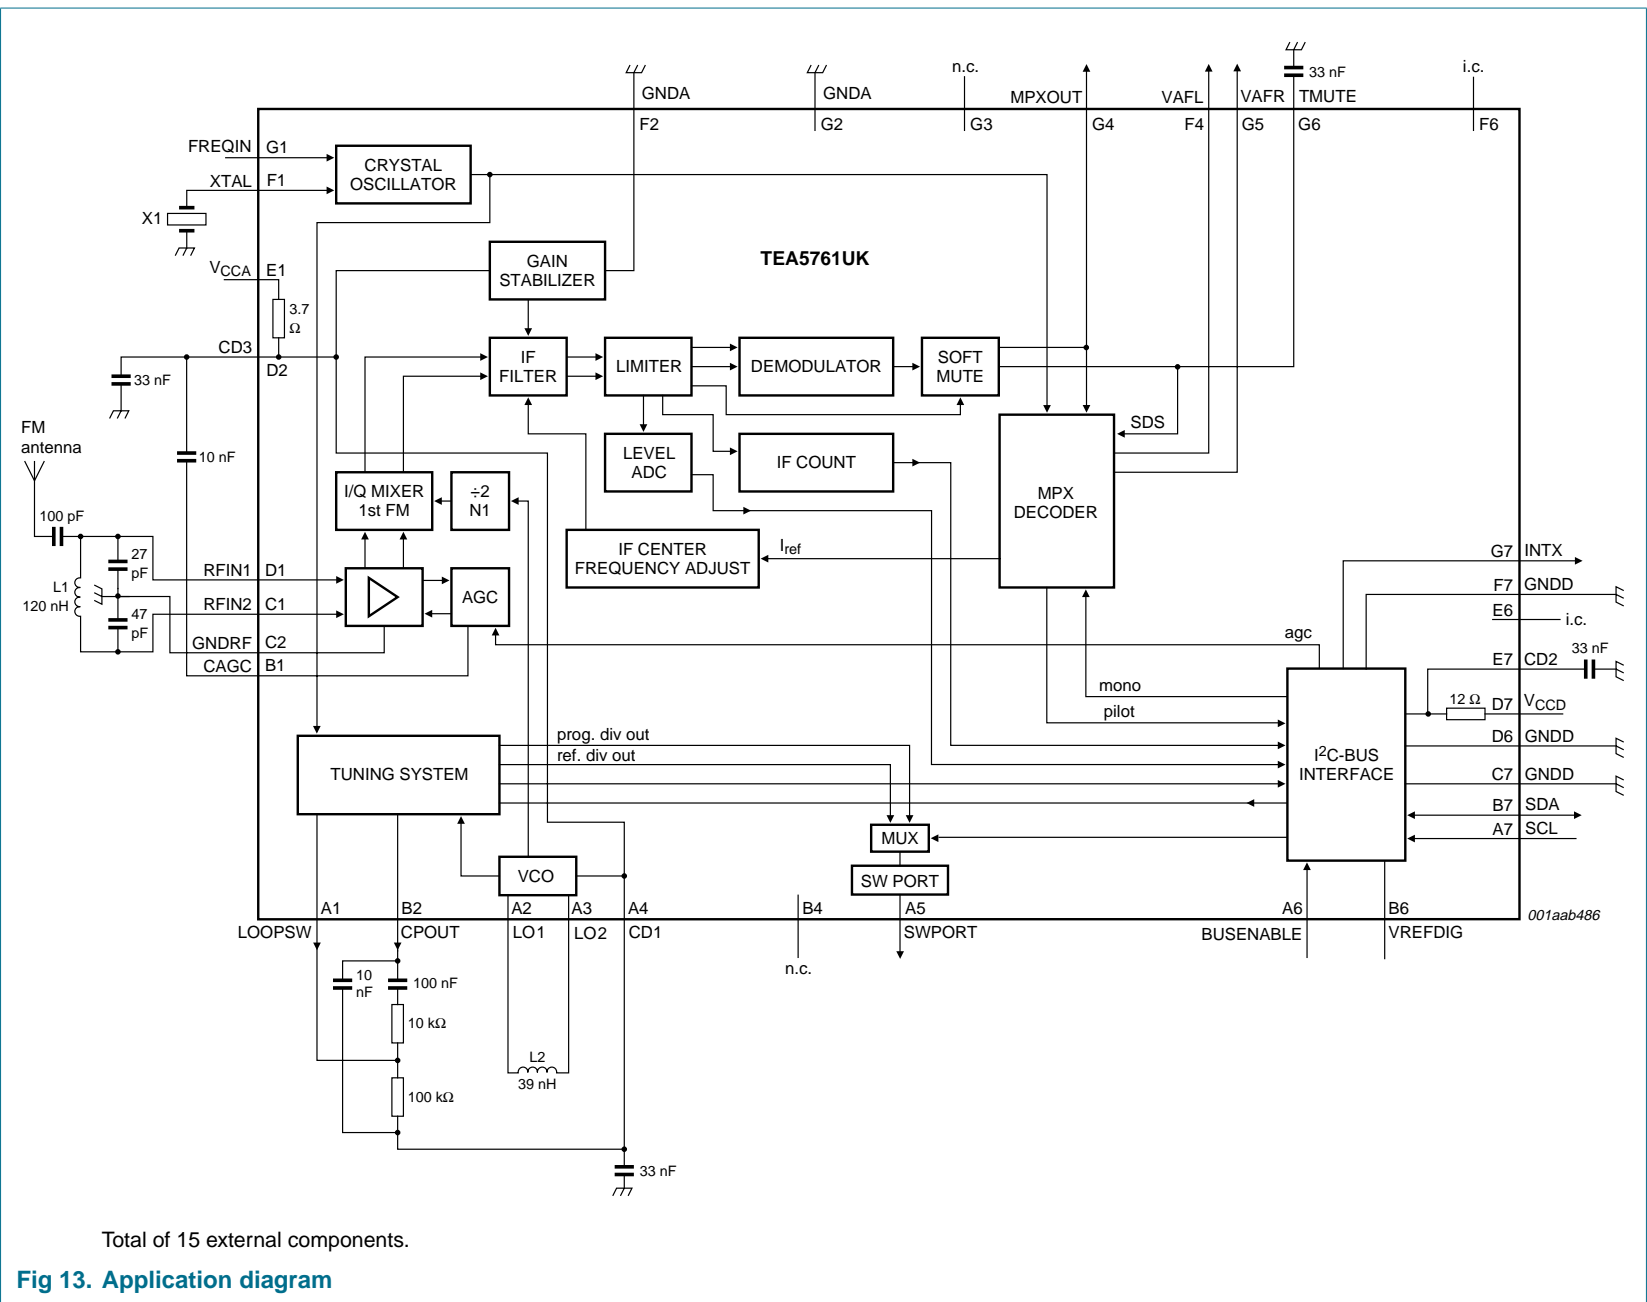 n.c.
33 nF
i.c.
GNDA
GNDA
MPXOUT
VAFL
VAFR
TMUTE
F2
G2
G3
G4
F4
G5
G6
F6
FREQIN
G1
XTAL
F1
X1
CRYSTAL
OSCILLATOR
VCCA
E1
3.7
Ω
GAIN
STABILIZER
TEA5761UK
CD3
D2
33 nF
IF
FILTER
LIMITER
DEMODULATOR
SOFT
MUTE
SDS
FM
antenna
10 nF
LEVEL
ADC
IF COUNT
I/Q MIXER
1st FM
÷2
N1
MPX
DECODER
100 pF
27
pF
IF CENTER
FREQUENCY ADJUST
Iref
G7
INTX
L1
120 nH
47
pF
RFIN1
D1
RFIN2
C1
AGC
F7
GNDD
E6
i.c.
GNDRF
C2
CAGC
B1
agc
33 nF
E7
CD2
mono
pilot
12 Ω
D7
VCCD
prog. div out
ref. div out
TUNING SYSTEM
I2C-BUS
INTERFACE
D6
GNDD
C7
GNDD
B7
SDA
A7
SCL
MUX
VCO
SW PORT
A1
B2
A2
A3
A4
B4
A5
A6
B6
001aab486
LOOPSW
CPOUT
LO1
LO2
CD1
SWPORT
BUSENABLE
VREFDIG
n.c.
10
nF
100 nF
10 kΩ
L2
39 nH
100 kΩ
33 nF
Total of 15 external components.
Fig 13. Application diagram